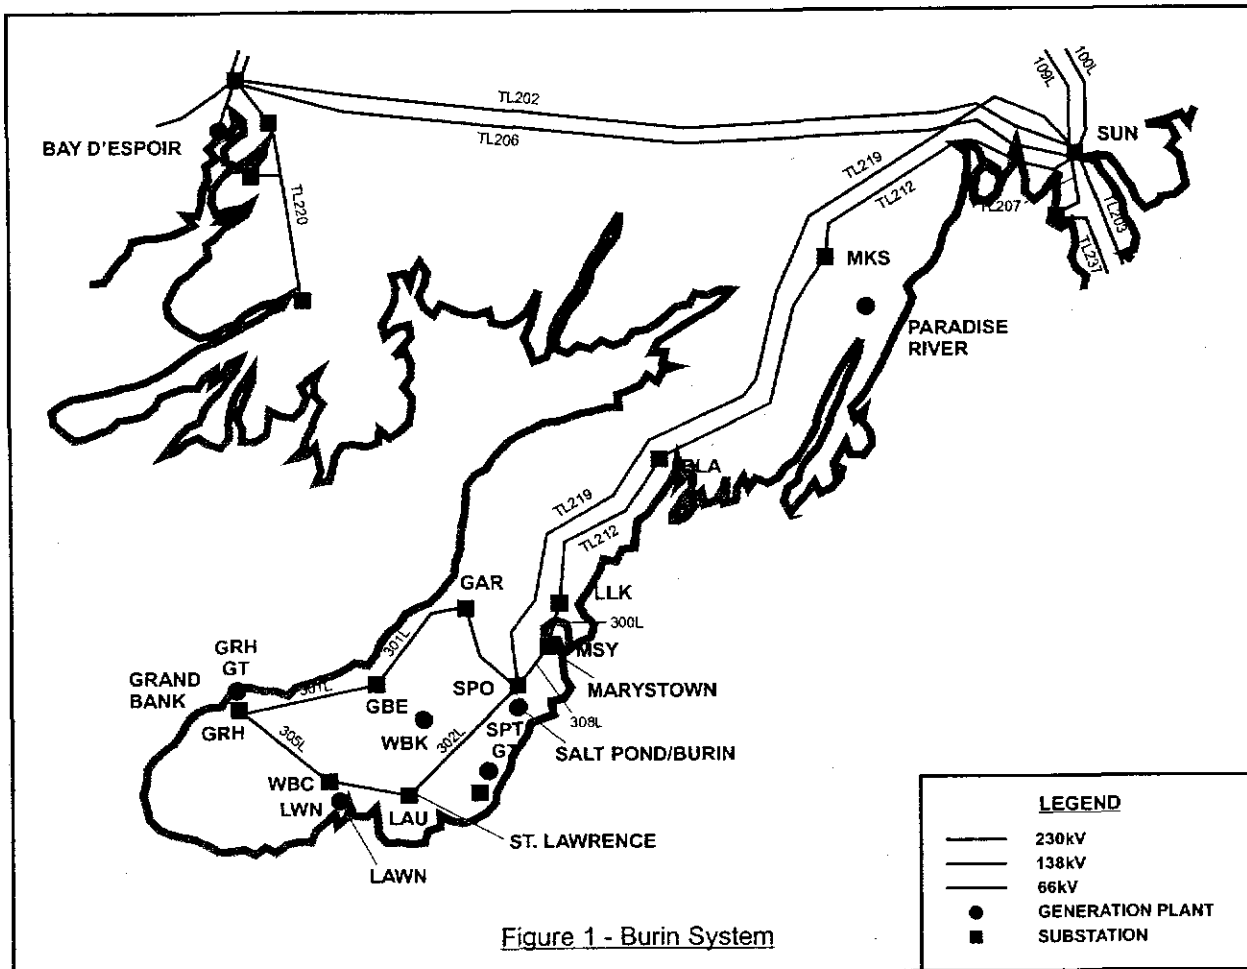 109L
100L
TL202
SUN
BAY D'ESPOIR
TL206
TL219
TL212
TL220
TL207
TL203
TL237
MKS
PARADISE
RIVER
TL219
TL212
GAR
LLK
300L
301L
MSY
GRH
GT
GRAND
BANK
301L
SPO
MARYSTOWN
GBE
GRH
WBK
302L
SPT
GT
308L
305L
SALT POND/BURIN
WBC
LWN
LAU
ST. LAWRENCE
LAWN
LEGEND
230kV
138kV
66kV
GENERATION PLANT
SUBSTATION
Figure 1 - Burin System